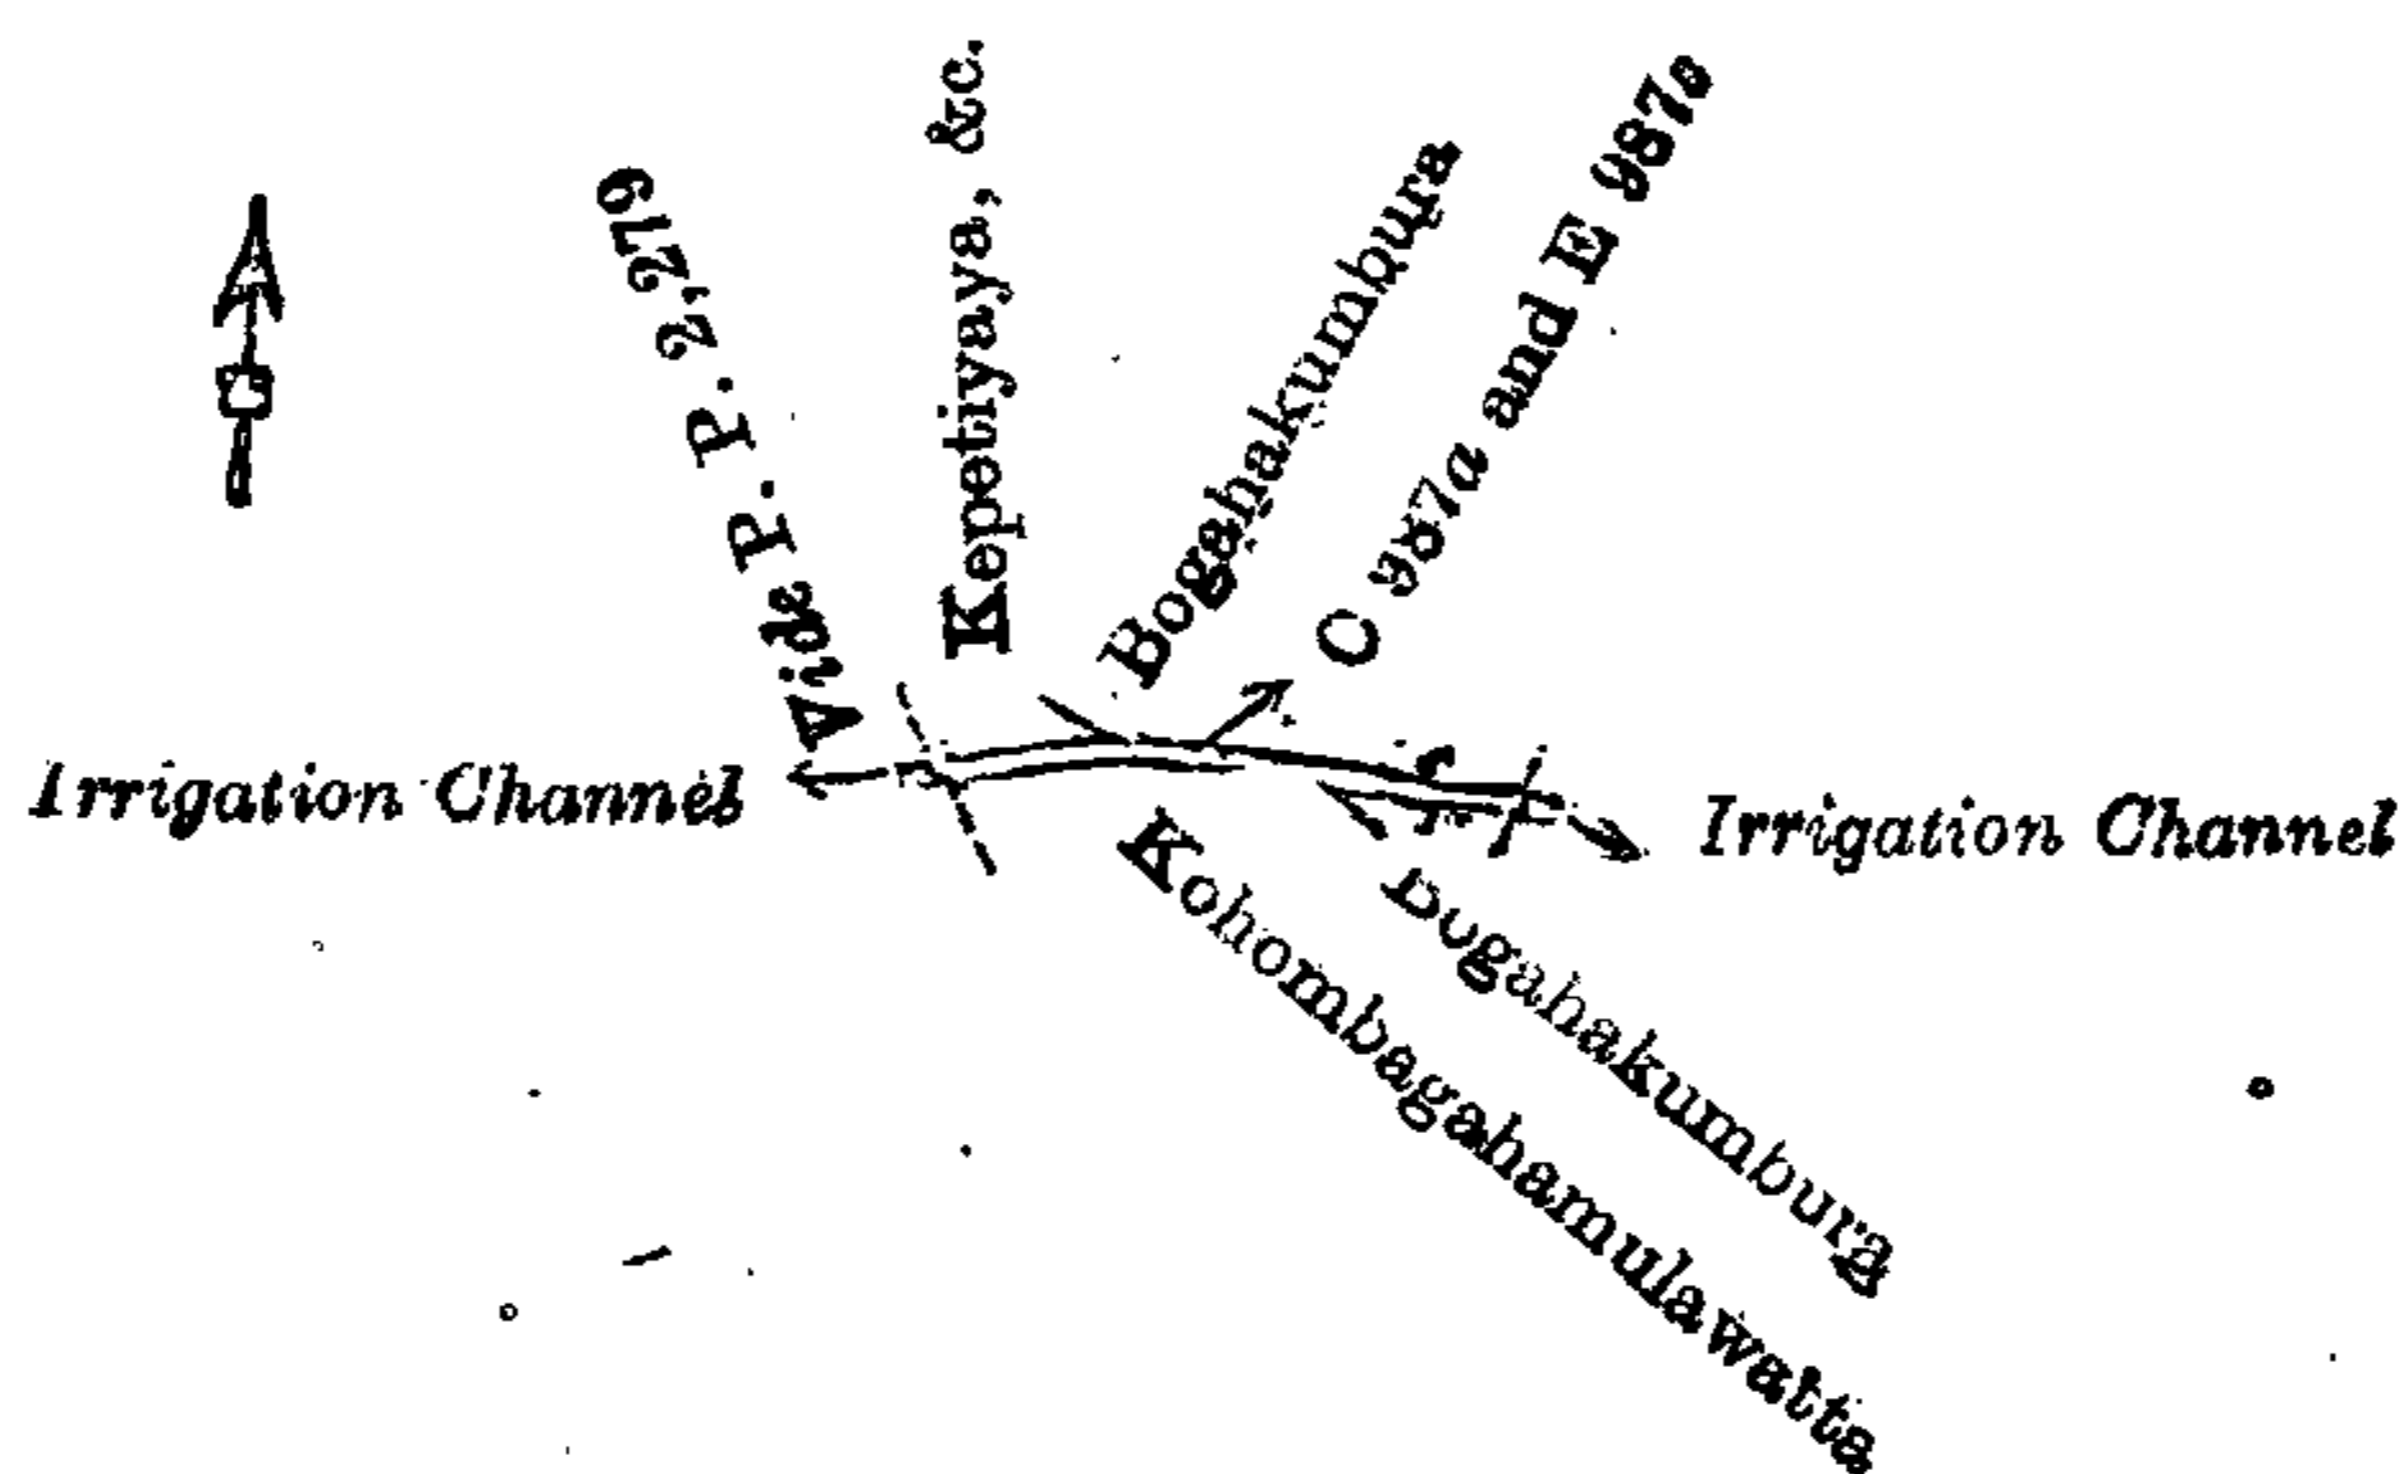 Vide P. P. 2,279
Kepetiyaya, &c.
Bogahakumbura
C 987a and E 987a
Irrigation Channel
Irrigation Channel
Kohombagahamulawatta
Bogahakumbura